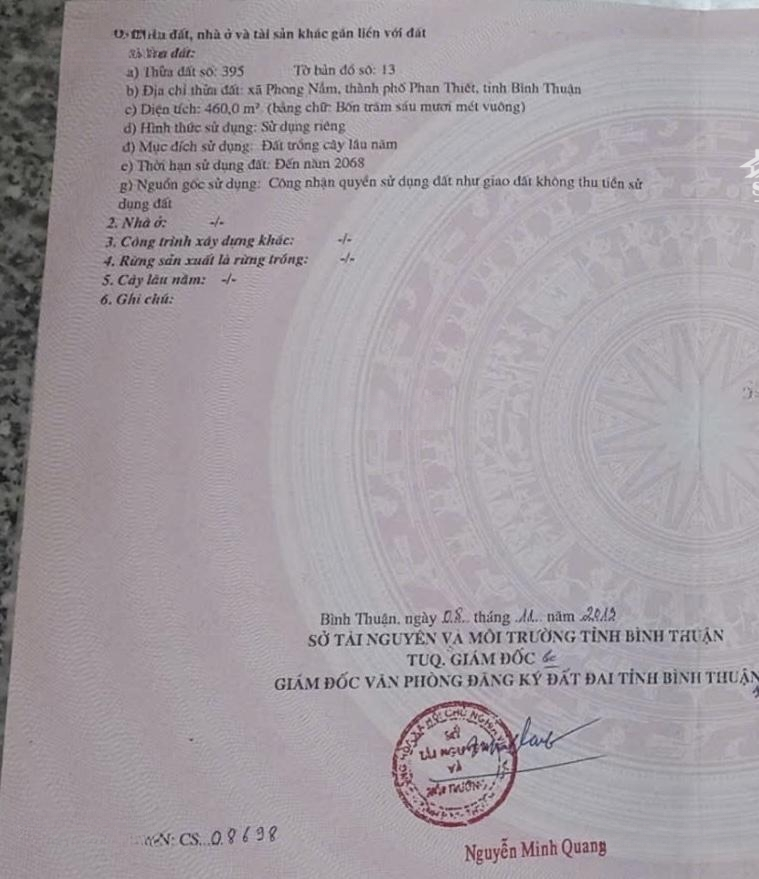 đất, nhà ở và tài sản khác gắn liền với đất
đất:
a) Thửa đất số: 395 Tờ bản đồ số: 13
b) Địa chỉ thửa đất: xã Phong Nẫm, thành phố Phan Thiết, tỉnh Bình Thuận
c) Diện tích: 460,0 m² (bằng chữ: Bốn trăm sáu mươi mét vuông)
d) Hình thức sử dụng: Sử dụng riêng
đ) Mục đích sử dụng: Đất trồng cây lâu năm
e) Thời hạn sử dụng đất: Đến năm 2068
g) Nguồn gốc sử dụng: Công nhận quyền sử dụng đất như giao đất không thu tiền sử
dụng đất
2. Nhà ở: -/-
3. Công trình xây dựng khác: -/-
4. Rừng sản xuất là rừng trồng: -/-
5. Cây lâu năm: -/-
6. Ghi chú:
Bình Thuận, ngày 08 tháng 11 năm
SỞ TÀI NGUYÊN VÀ MÔI TRƯỜNG TỈNH BÌNH THUẬN
TUQ. GIÁM ĐỐC
GIÁM ĐỐC VĂN PHÒNG ĐĂNG KÝ ĐẤT ĐAI TỈNH BÌNH THUẬN
SỞ
TÀI NGUYÊN
VÀ
MÔI TRƯỜNG
CS...08698
Nguyễn Minh Quang